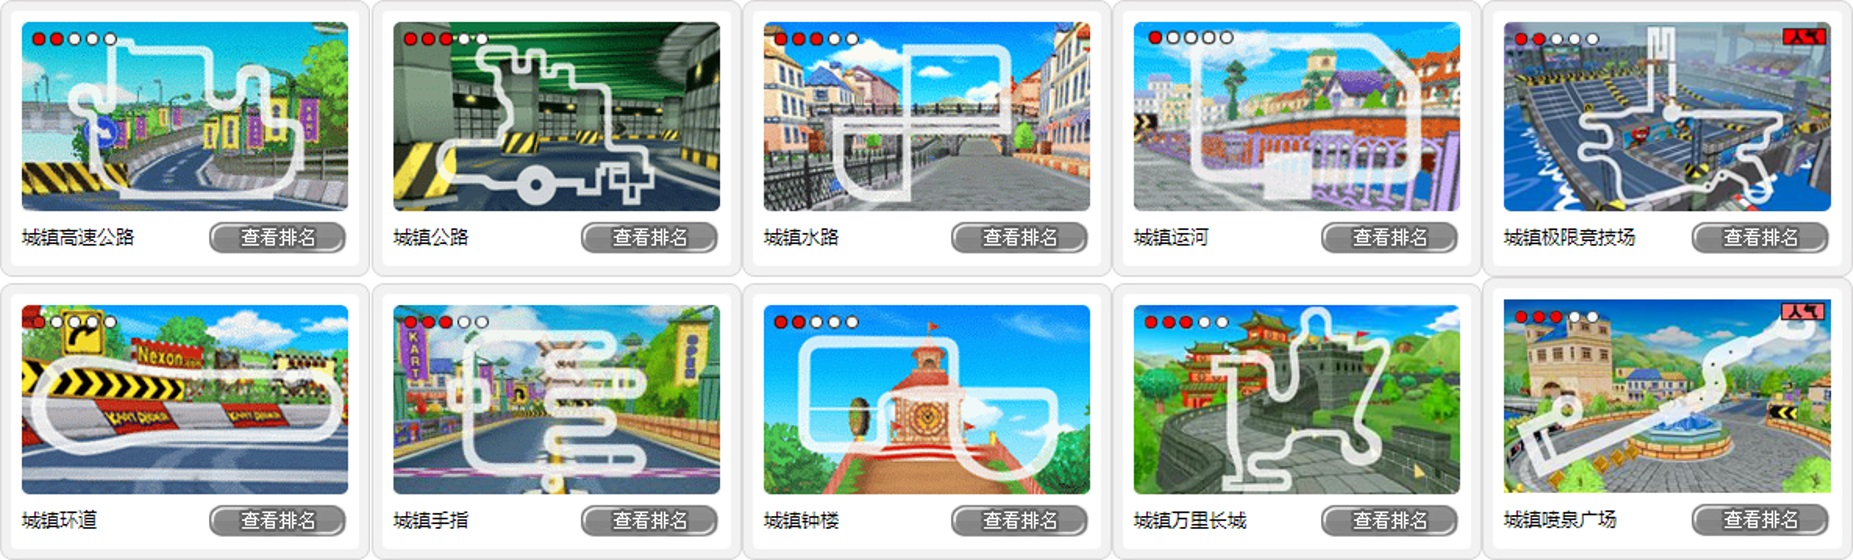 人气
城镇高速公路 查看排名
城镇公路 查看排名
城镇水路 查看排名
城镇运河 查看排名
城镇极限竞技场 查看排名
Nexon
KART
人气
城镇环道 查看排名
城镇手指 查看排名
城镇钟楼 查看排名
城镇万里长城 查看排名
城镇喷泉广场 查看排名